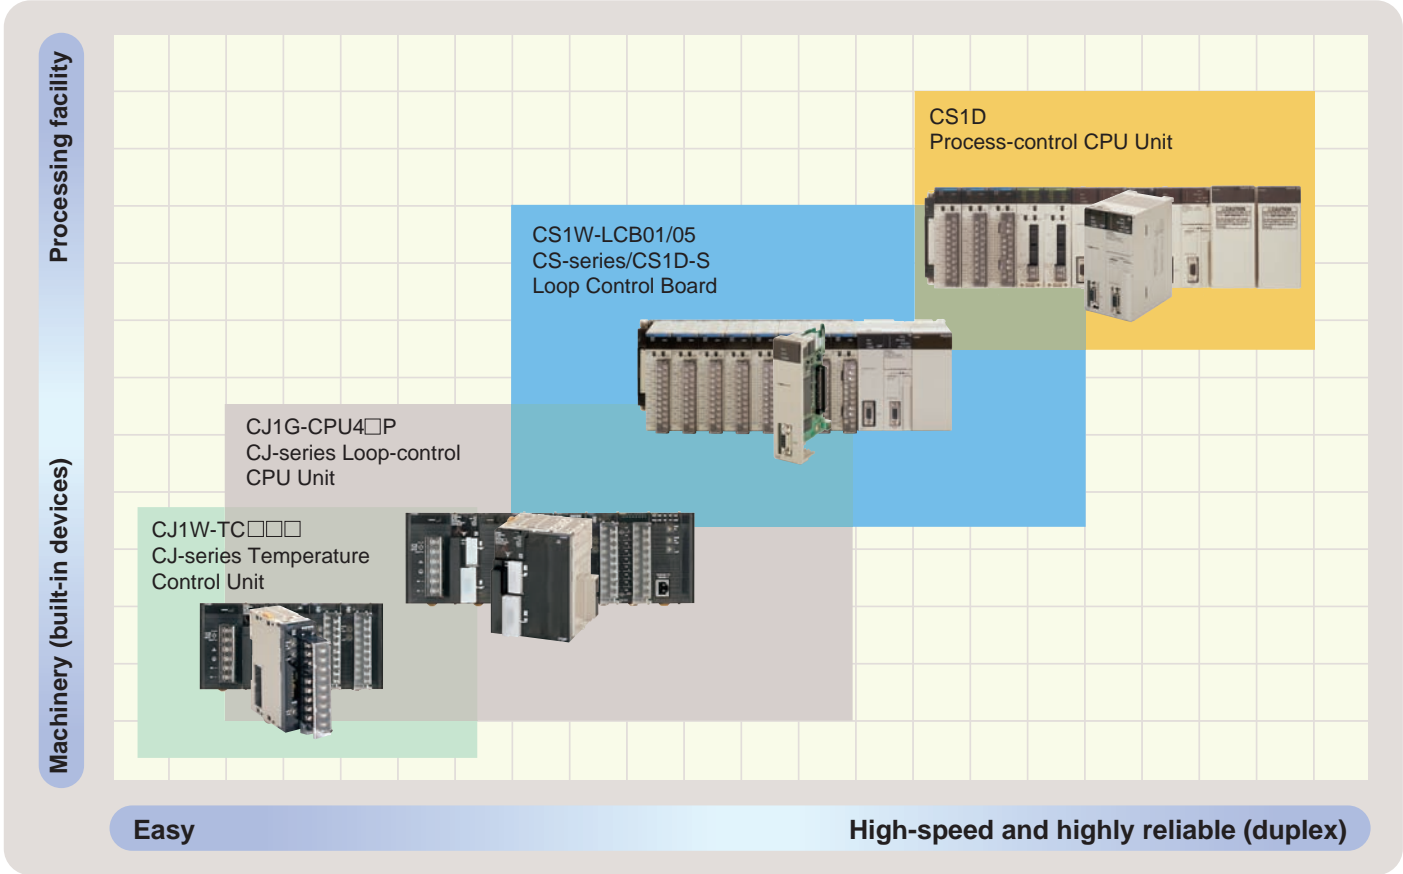 Processing facility
Machinery (built-in devices)
CS1D
Process-control CPU Unit
CS1W-LCB01/05
CS-series/CS1D-S
Loop Control Board
CJ1G-CPU4□P
CJ-series Loop-control
CPU Unit
CJ1W-TC□□□
CJ-series Temperature
Control Unit
Easy
High-speed and highly reliable (duplex)